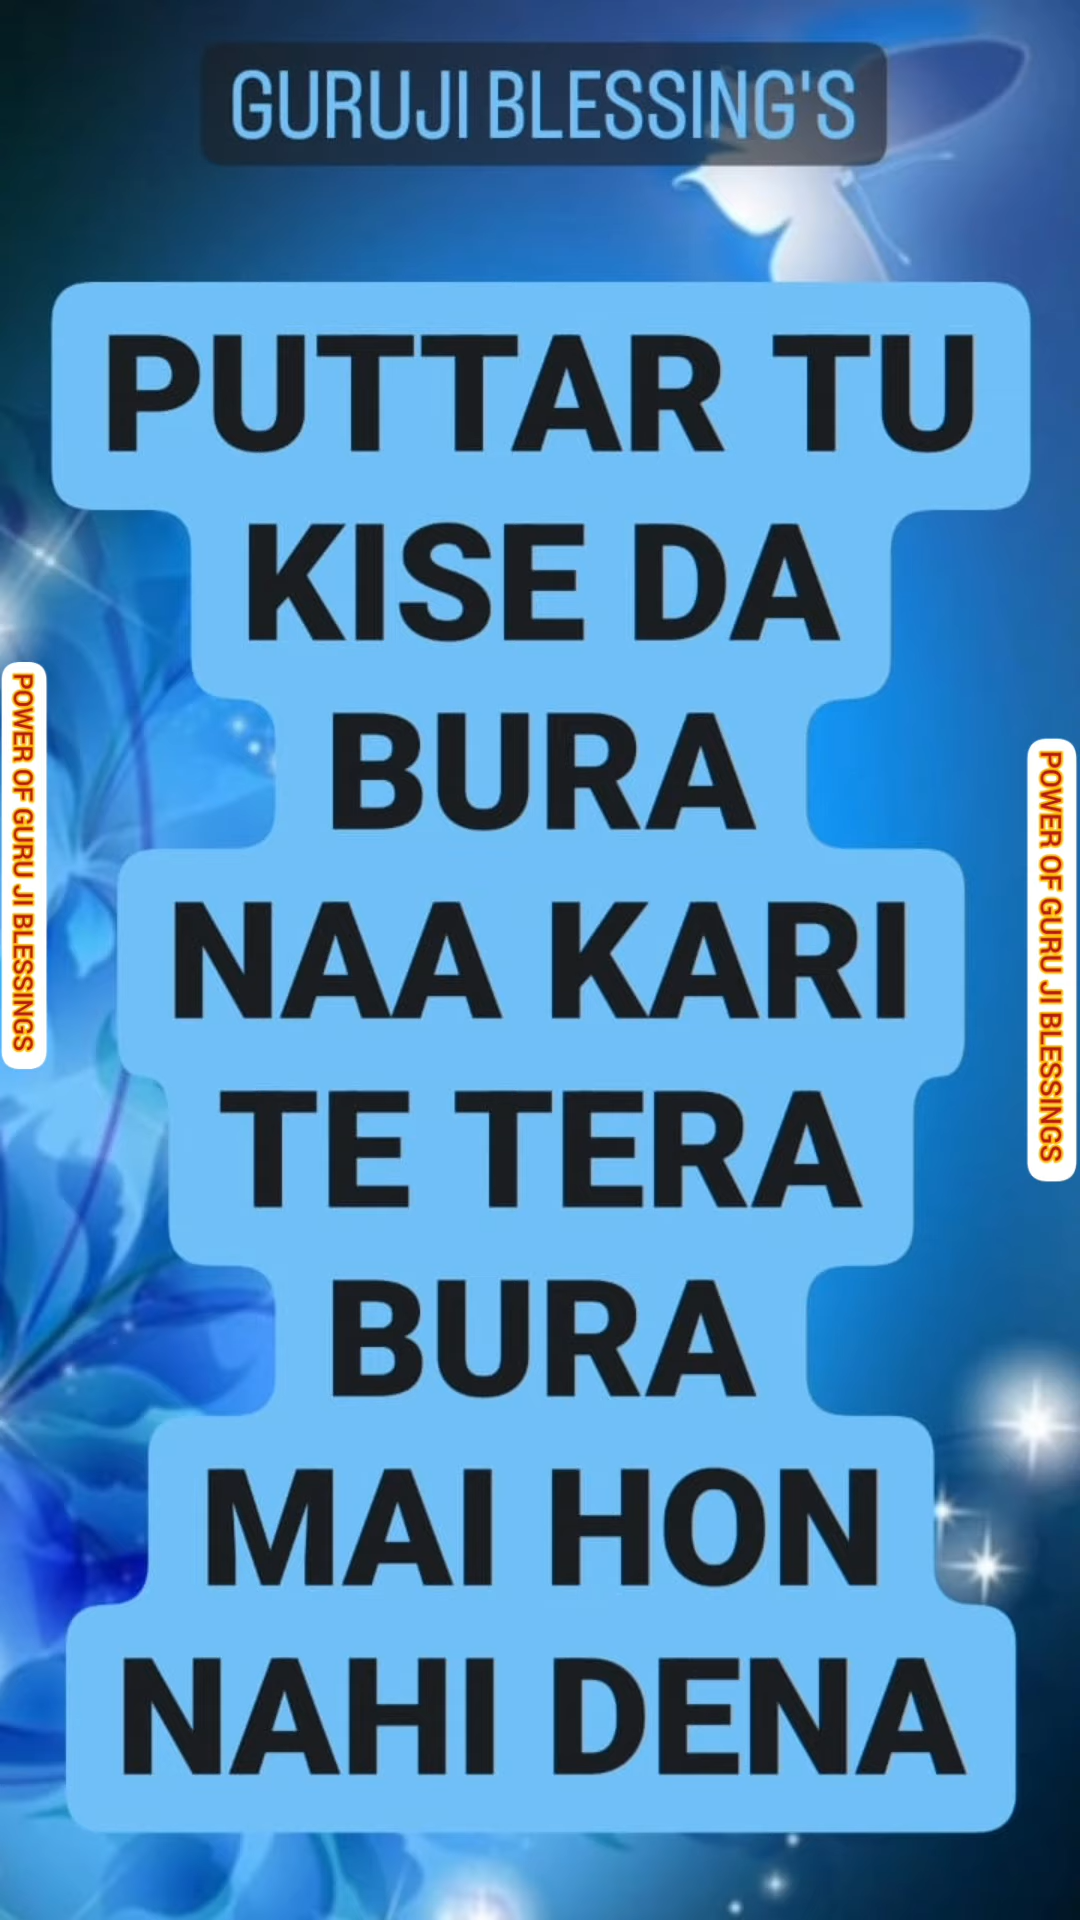 GURUJI BLESSING'S
PUTTAR TU
KISE DA
BURA
NAA KARI
TE TERA
BURA
MAI HON
NAHI DENA
POWER OF GURU JI BLESSINGS
POWER OF GURU JI BLESSINGS